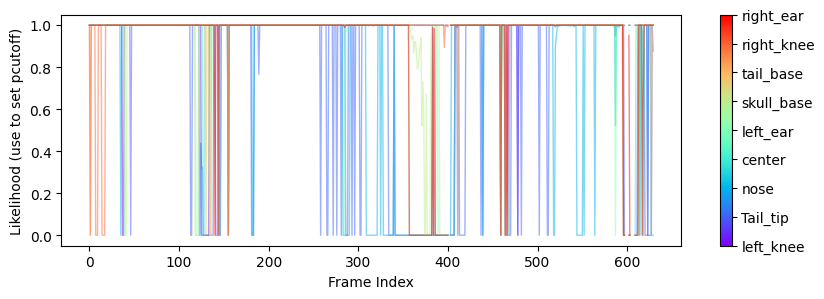 Likelihood (use to set pcutoff)
1.0
0.8
0.6
0.4
0.2
0.0
0
100
200
300
400
500
600
Frame Index
right_ear
right_knee
tail_base
skull_base
left_ear
center
nose
Tail_tip
left_knee